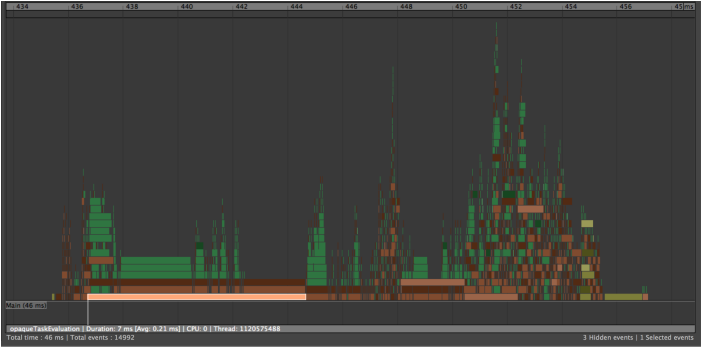 434 436 438 440 442 444 446 448 450 452 454 456 45 ms
Main (46 ms)
opaqueTaskEvaluation | Duration: 7 ms [Avg: 0.21 ms] | CPU: 0 | Thread: 1120575488
Total time : 46 ms | Total events : 14992 3 Hidden events | 1 Selected events